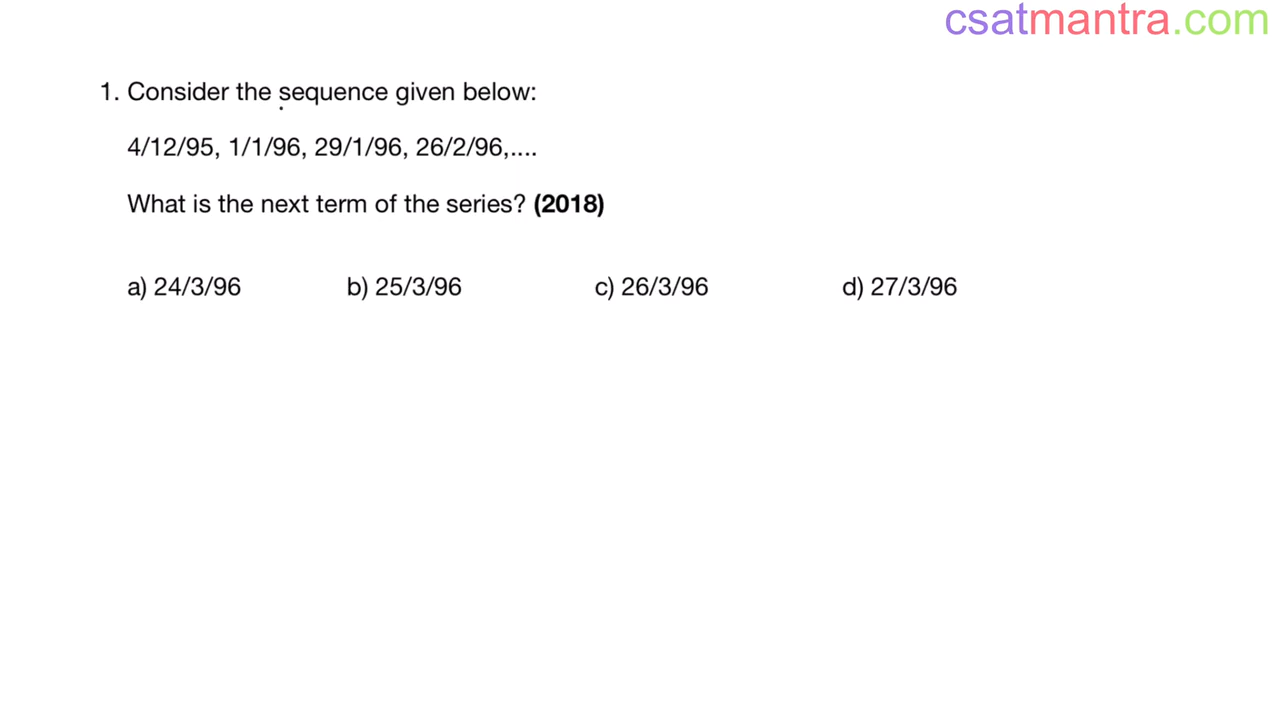 csatmantra.com
1. Consider the sequence given below:
4/12/95, 1/1/96, 29/1/96, 26/2/96,....
What is the next term of the series? (2018)
a) 24/3/96 b) 25/3/96 c) 26/3/96 d) 27/3/96